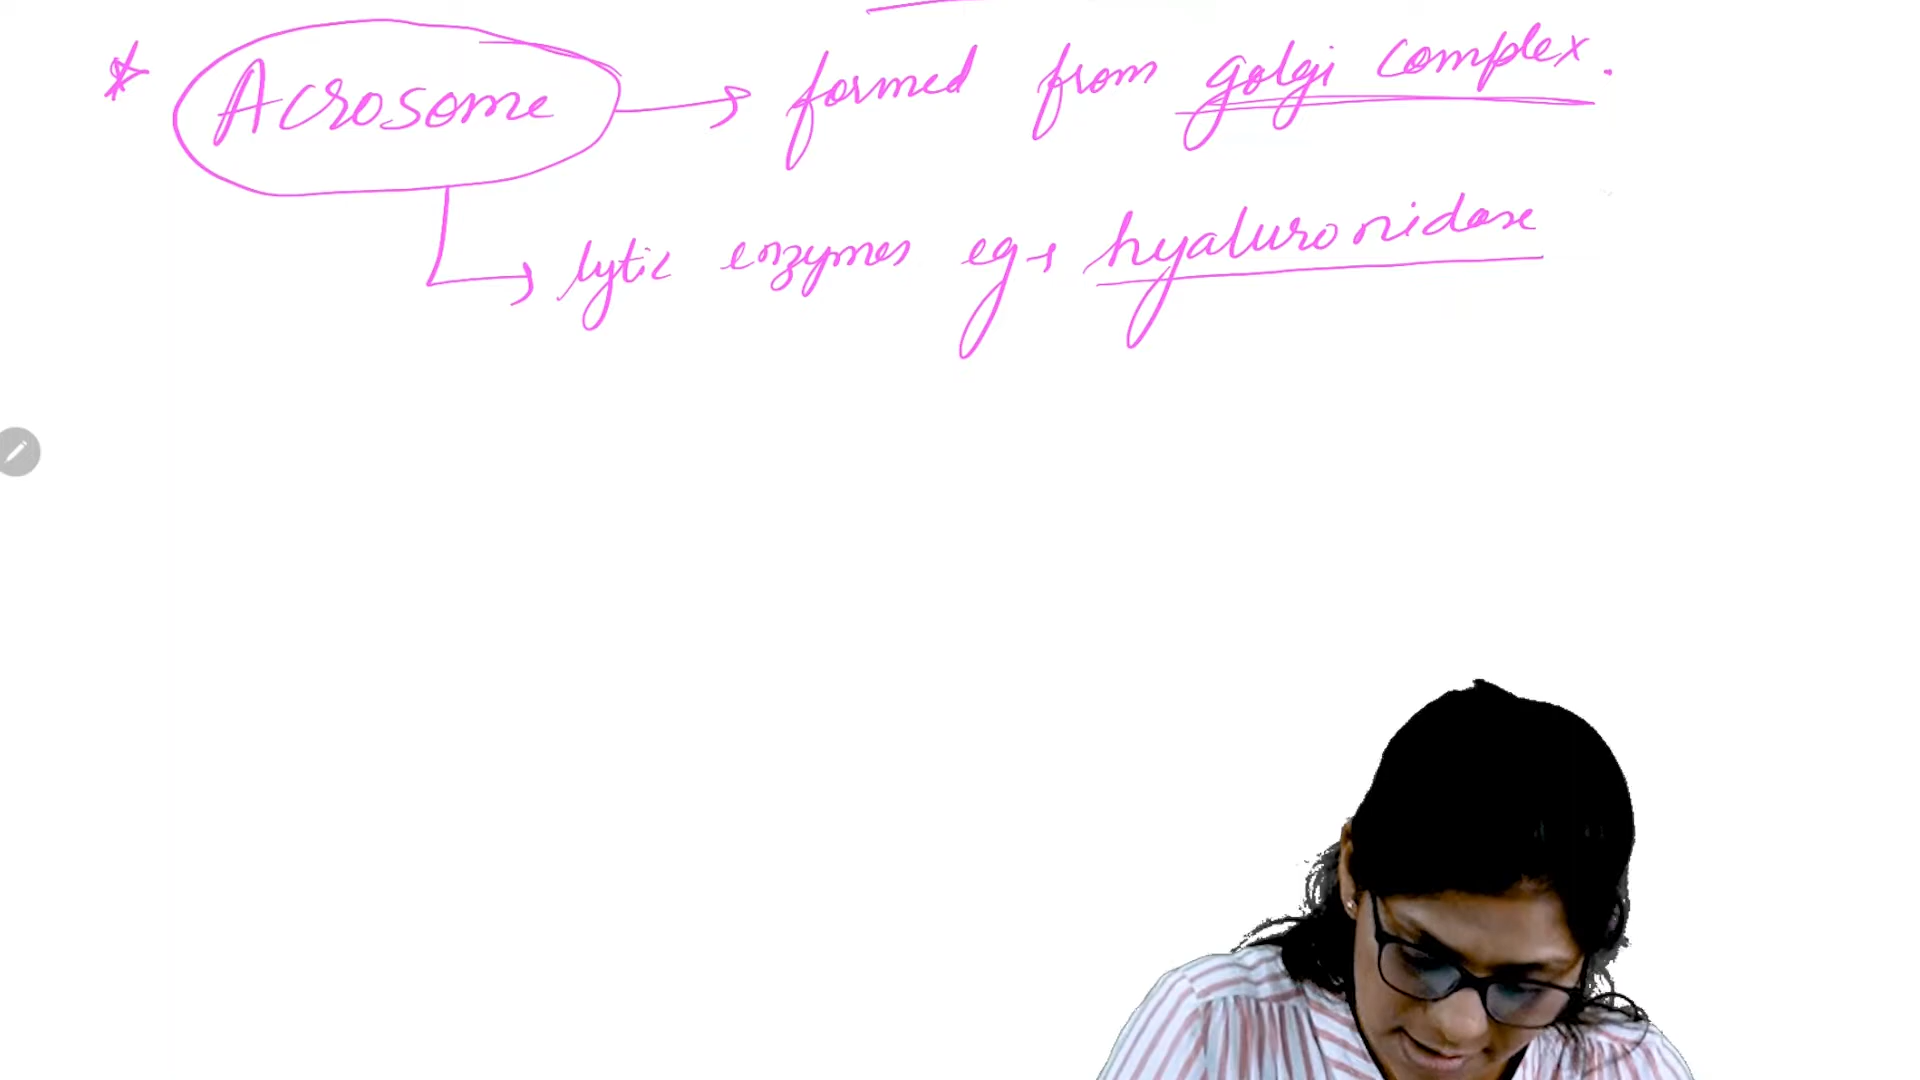 * Acrosome → formed from golgi complex.
→ lytic enzymes eg → hyaluronidase